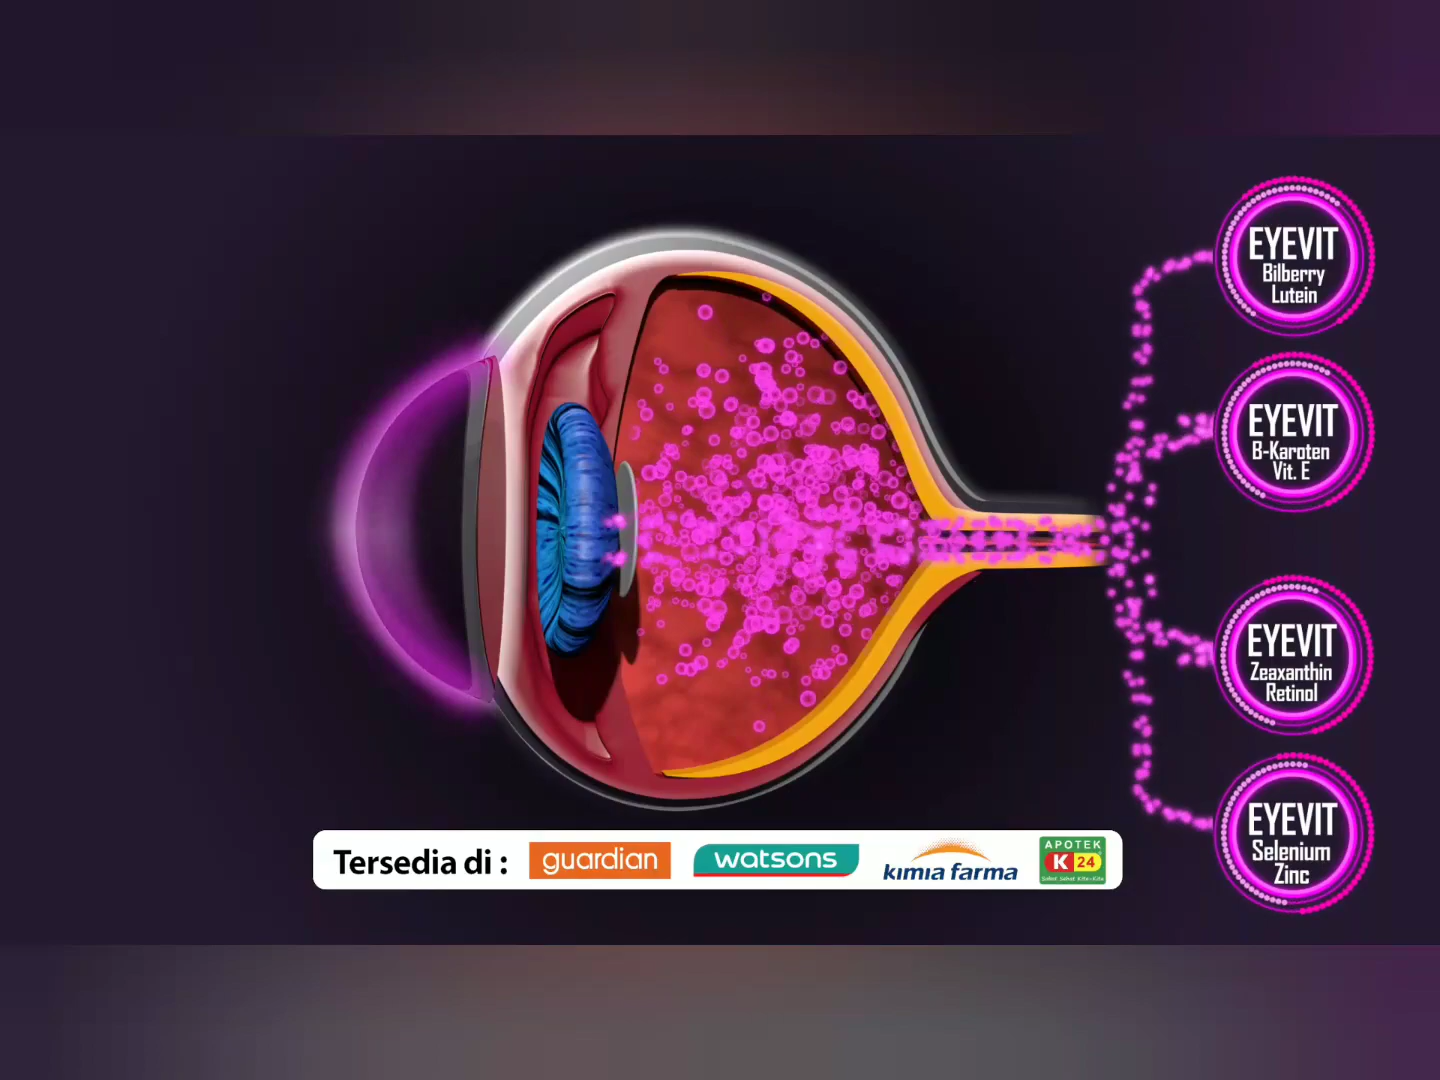 EYEVIT
Bilberry
Lutein
EYEVIT
B-Karoten
Vit. E
EYEVIT
Zeaxanthin
Retinol
EYEVIT
Selenium
Zinc
Tersedia di :
guardian
watsons
kimia farma
APOTEK
K 24